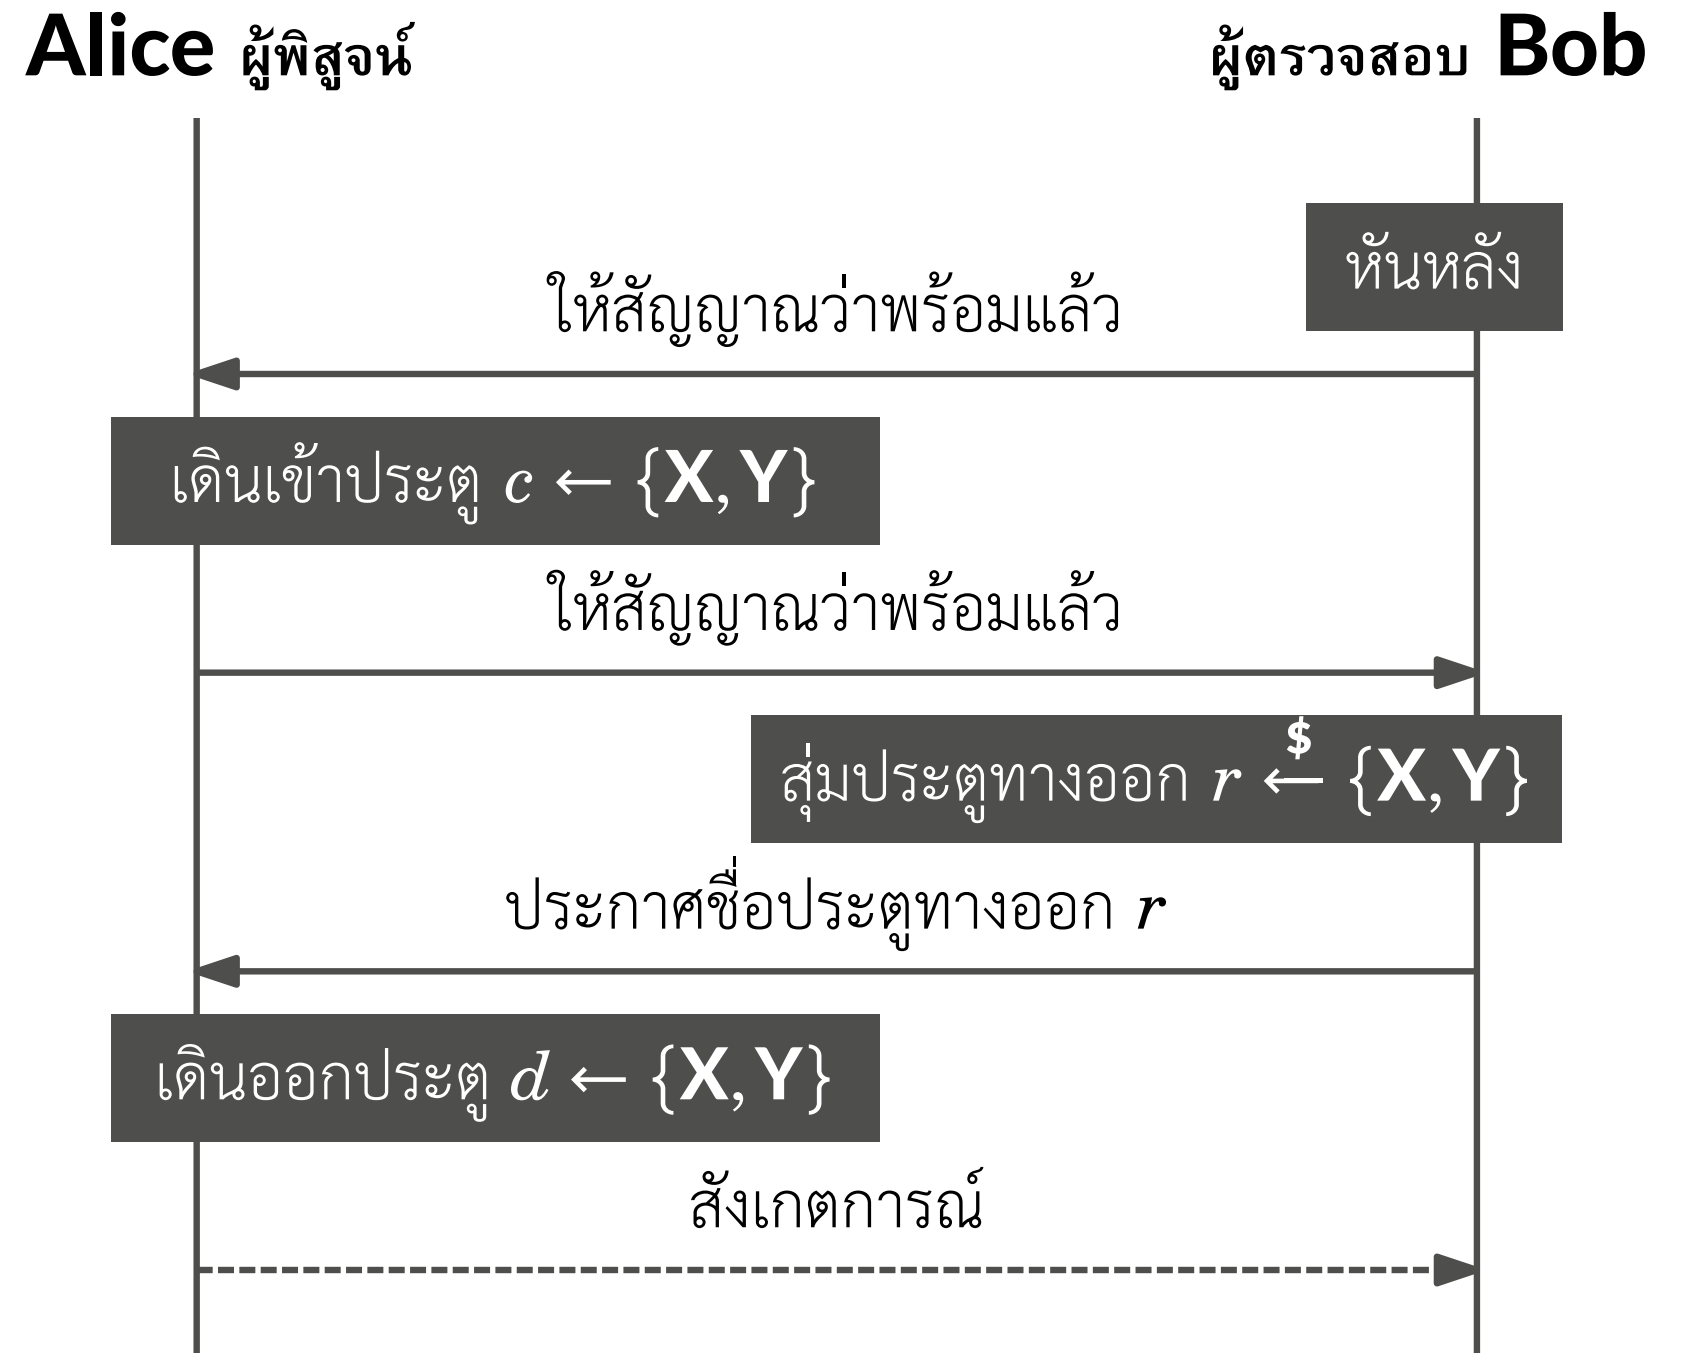 Alice ผู้พิสูจน์
ผู้ตรวจสอบ Bob
หันหลัง
ให้สัญญาณว่าพร้อมแล้ว
เดินเข้าประตู c ← {X, Y}
ให้สัญญาณว่าพร้อมแล้ว
สุ่มประตูทางออก r ←$ {X, Y}
ประกาศชื่อประตูทางออก r
เดินออกประตู d ← {X, Y}
สังเกตการณ์